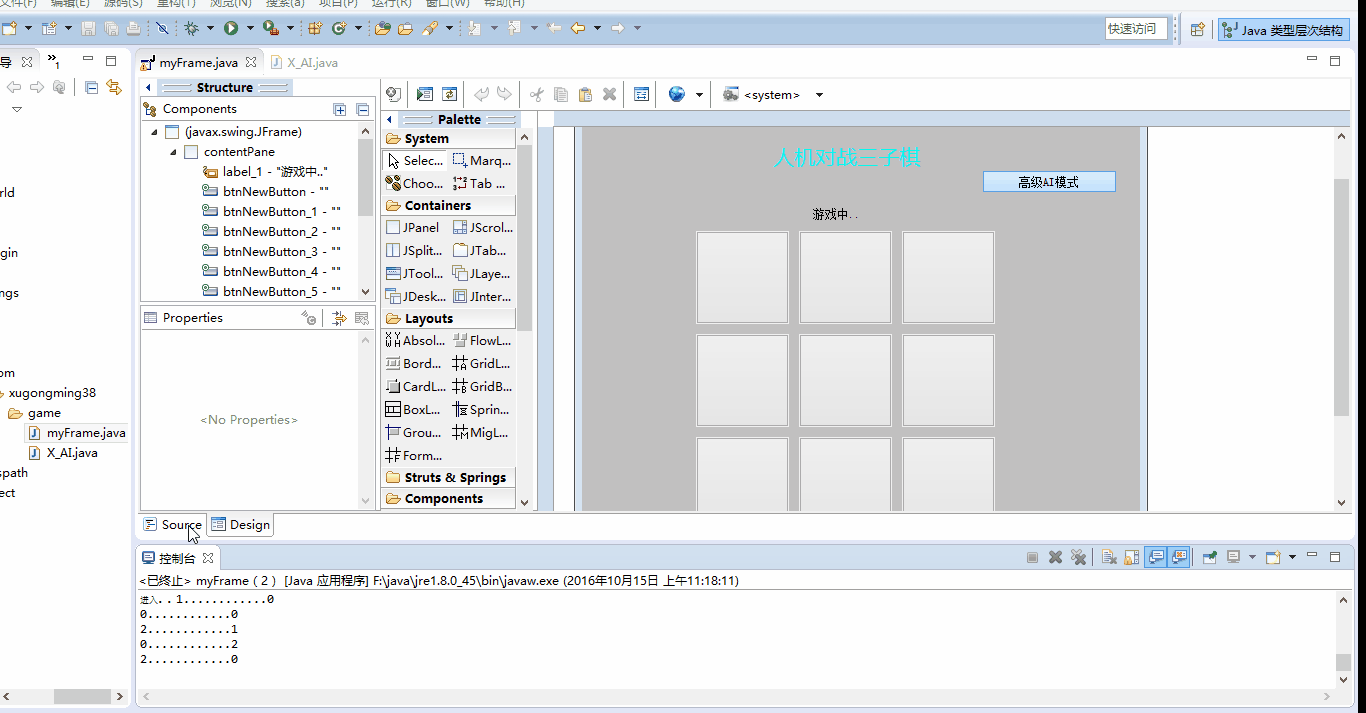 文件(F) 编辑(E) 源码(S) 重构(T) 浏览(N) 搜索(A) 项目(P) 运行(R) 窗口(W) 帮助(H)
快速访问
Java 类型层次结构
导
»1
myFrame.java
X_AI.java
Structure
Components
(javax.swing.JFrame)
contentPane
label_1 - "游戏中.."
btnNewButton - ""
btnNewButton_1 - ""
btnNewButton_2 - ""
btnNewButton_3 - ""
btnNewButton_4 - ""
btnNewButton_5 - ""
Properties
<No Properties>
<system>
Palette
System
Selec... Marq...
Choo... Tab ...
Containers
JPanel JScrol...
JSplit... JTab...
JTool... JLaye...
JDesk... JInter...
Layouts
Absol... FlowL...
Bord... GridL...
CardL... GridB...
BoxL... Sprin...
Grou... MigL...
Form...
Struts & Springs
Components
人机对战三子棋
高级AI模式
游戏中..
rld
gin
ngs
om
xugongming38
game
myFrame.java
X_AI.java
spath
ect
Source
Design
控制台
<已终止> myFrame ( 2 ) [Java 应用程序] F:\java\jre1.8.0_45\bin\javaw.exe (2016年10月15日 上午11:18:11)
进入..1............0
0............0
2............1
0............2
2............0